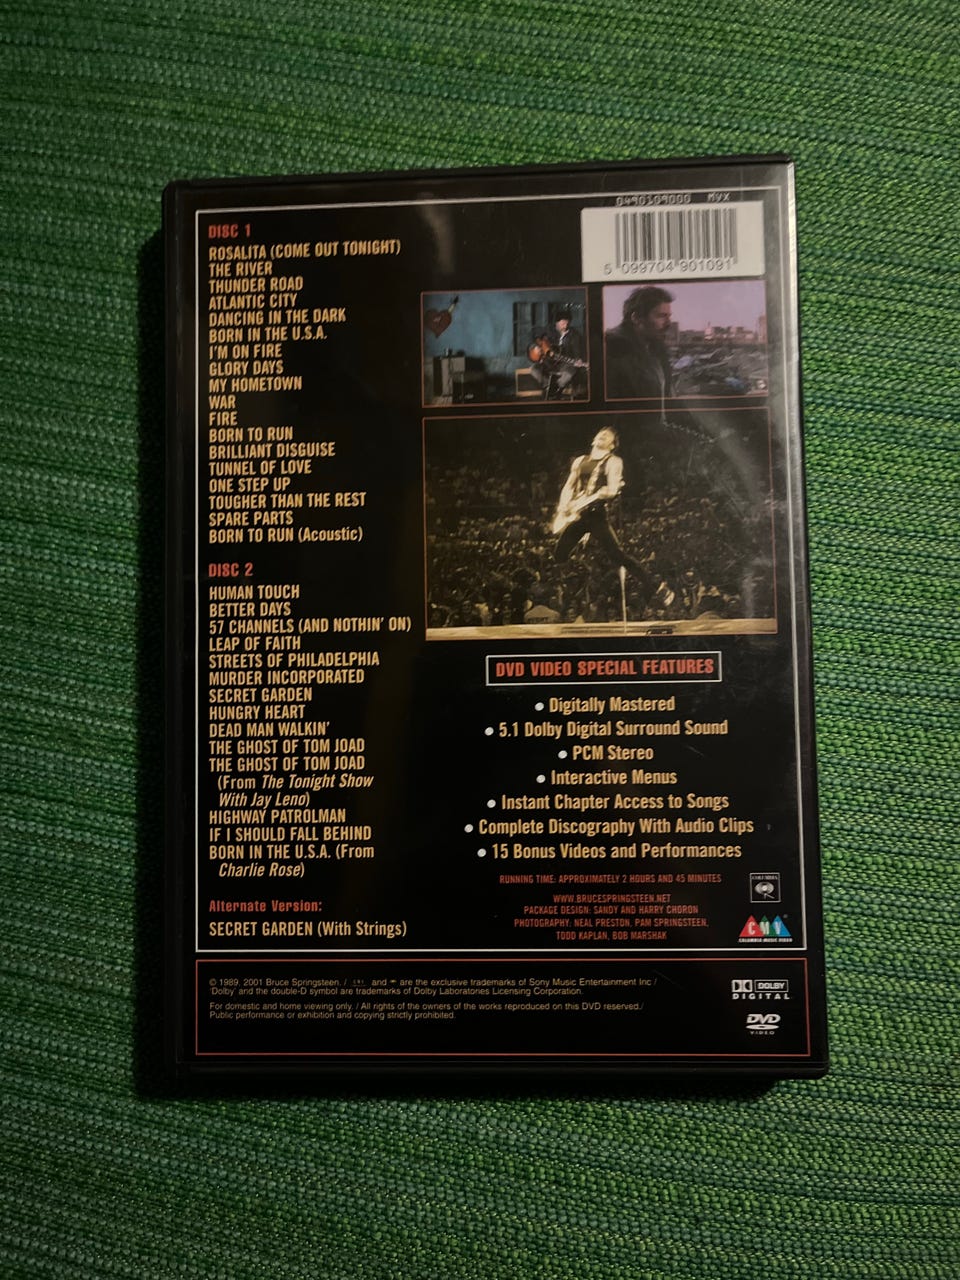 0490109000 MVX
5 099704 901091
DISC 1
ROSALITA (COME OUT TONIGHT)
THE RIVER
THUNDER ROAD
ATLANTIC CITY
DANCING IN THE DARK
BORN IN THE U.S.A.
I'M ON FIRE
GLORY DAYS
MY HOMETOWN
WAR
FIRE
BORN TO RUN
BRILLIANT DISGUISE
TUNNEL OF LOVE
ONE STEP UP
TOUGHER THAN THE REST
SPARE PARTS
BORN TO RUN (Acoustic)
DISC 2
HUMAN TOUCH
BETTER DAYS
57 CHANNELS (AND NOTHIN' ON)
LEAP OF FAITH
STREETS OF PHILADELPHIA
MURDER INCORPORATED
SECRET GARDEN
HUNGRY HEART
DEAD MAN WALKIN'
THE GHOST OF TOM JOAD
THE GHOST OF TOM JOAD
(From The Tonight Show
With Jay Leno)
HIGHWAY PATROLMAN
IF I SHOULD FALL BEHIND
BORN IN THE U.S.A. (From
Charlie Rose)
Alternate Version:
SECRET GARDEN (With Strings)
DVD VIDEO SPECIAL FEATURES
• Digitally Mastered
• 5.1 Dolby Digital Surround Sound
• PCM Stereo
• Interactive Menus
• Instant Chapter Access to Songs
• Complete Discography With Audio Clips
• 15 Bonus Videos and Performances
RUNNING TIME: APPROXIMATELY 2 HOURS AND 45 MINUTES
WWW.BRUCESPRINGSTEEN.NET
PACKAGE DESIGN: SANDY AND HARRY CHORON
PHOTOGRAPHY: NEAL PRESTON, PAM SPRINGSTEEN,
TODD KAPLAN, BOB MARSHAK
COLUMBIA
CMV
COLUMBIA MUSIC VIDEO
© 1989, 2001 Bruce Springsteen. / and are the exclusive trademarks of Sony Music Entertainment Inc /
'Dolby' and the double-D symbol are trademarks of Dolby Laboratories Licensing Corporation.
For domestic and home viewing only. / All rights of the owners of the works reproduced on this DVD reserved./
Public performance or exhibition and copying strictly prohibited.
DOLBY
DIGITAL
DVD
VIDEO